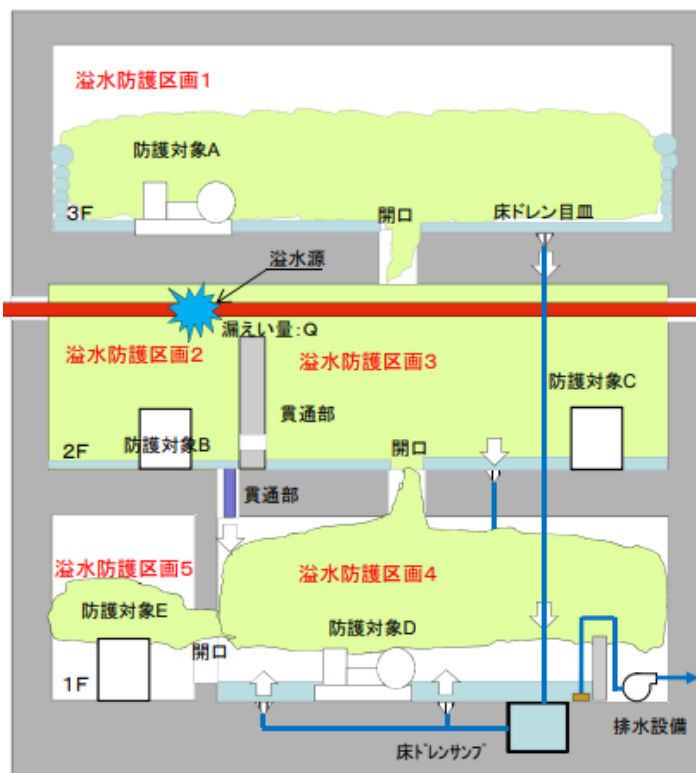 溢水防護区画1
防護対象A
3F
開口
床ドレン目皿
溢水源
漏えい量:Q
溢水防護区画2
溢水防護区画3
防護対象C
貫通部
防護対象B
開口
2F
貫通部
溢水防護区画5
溢水防護区画4
防護対象E
防護対象D
開口
1F
排水設備
床ドレンサンプ